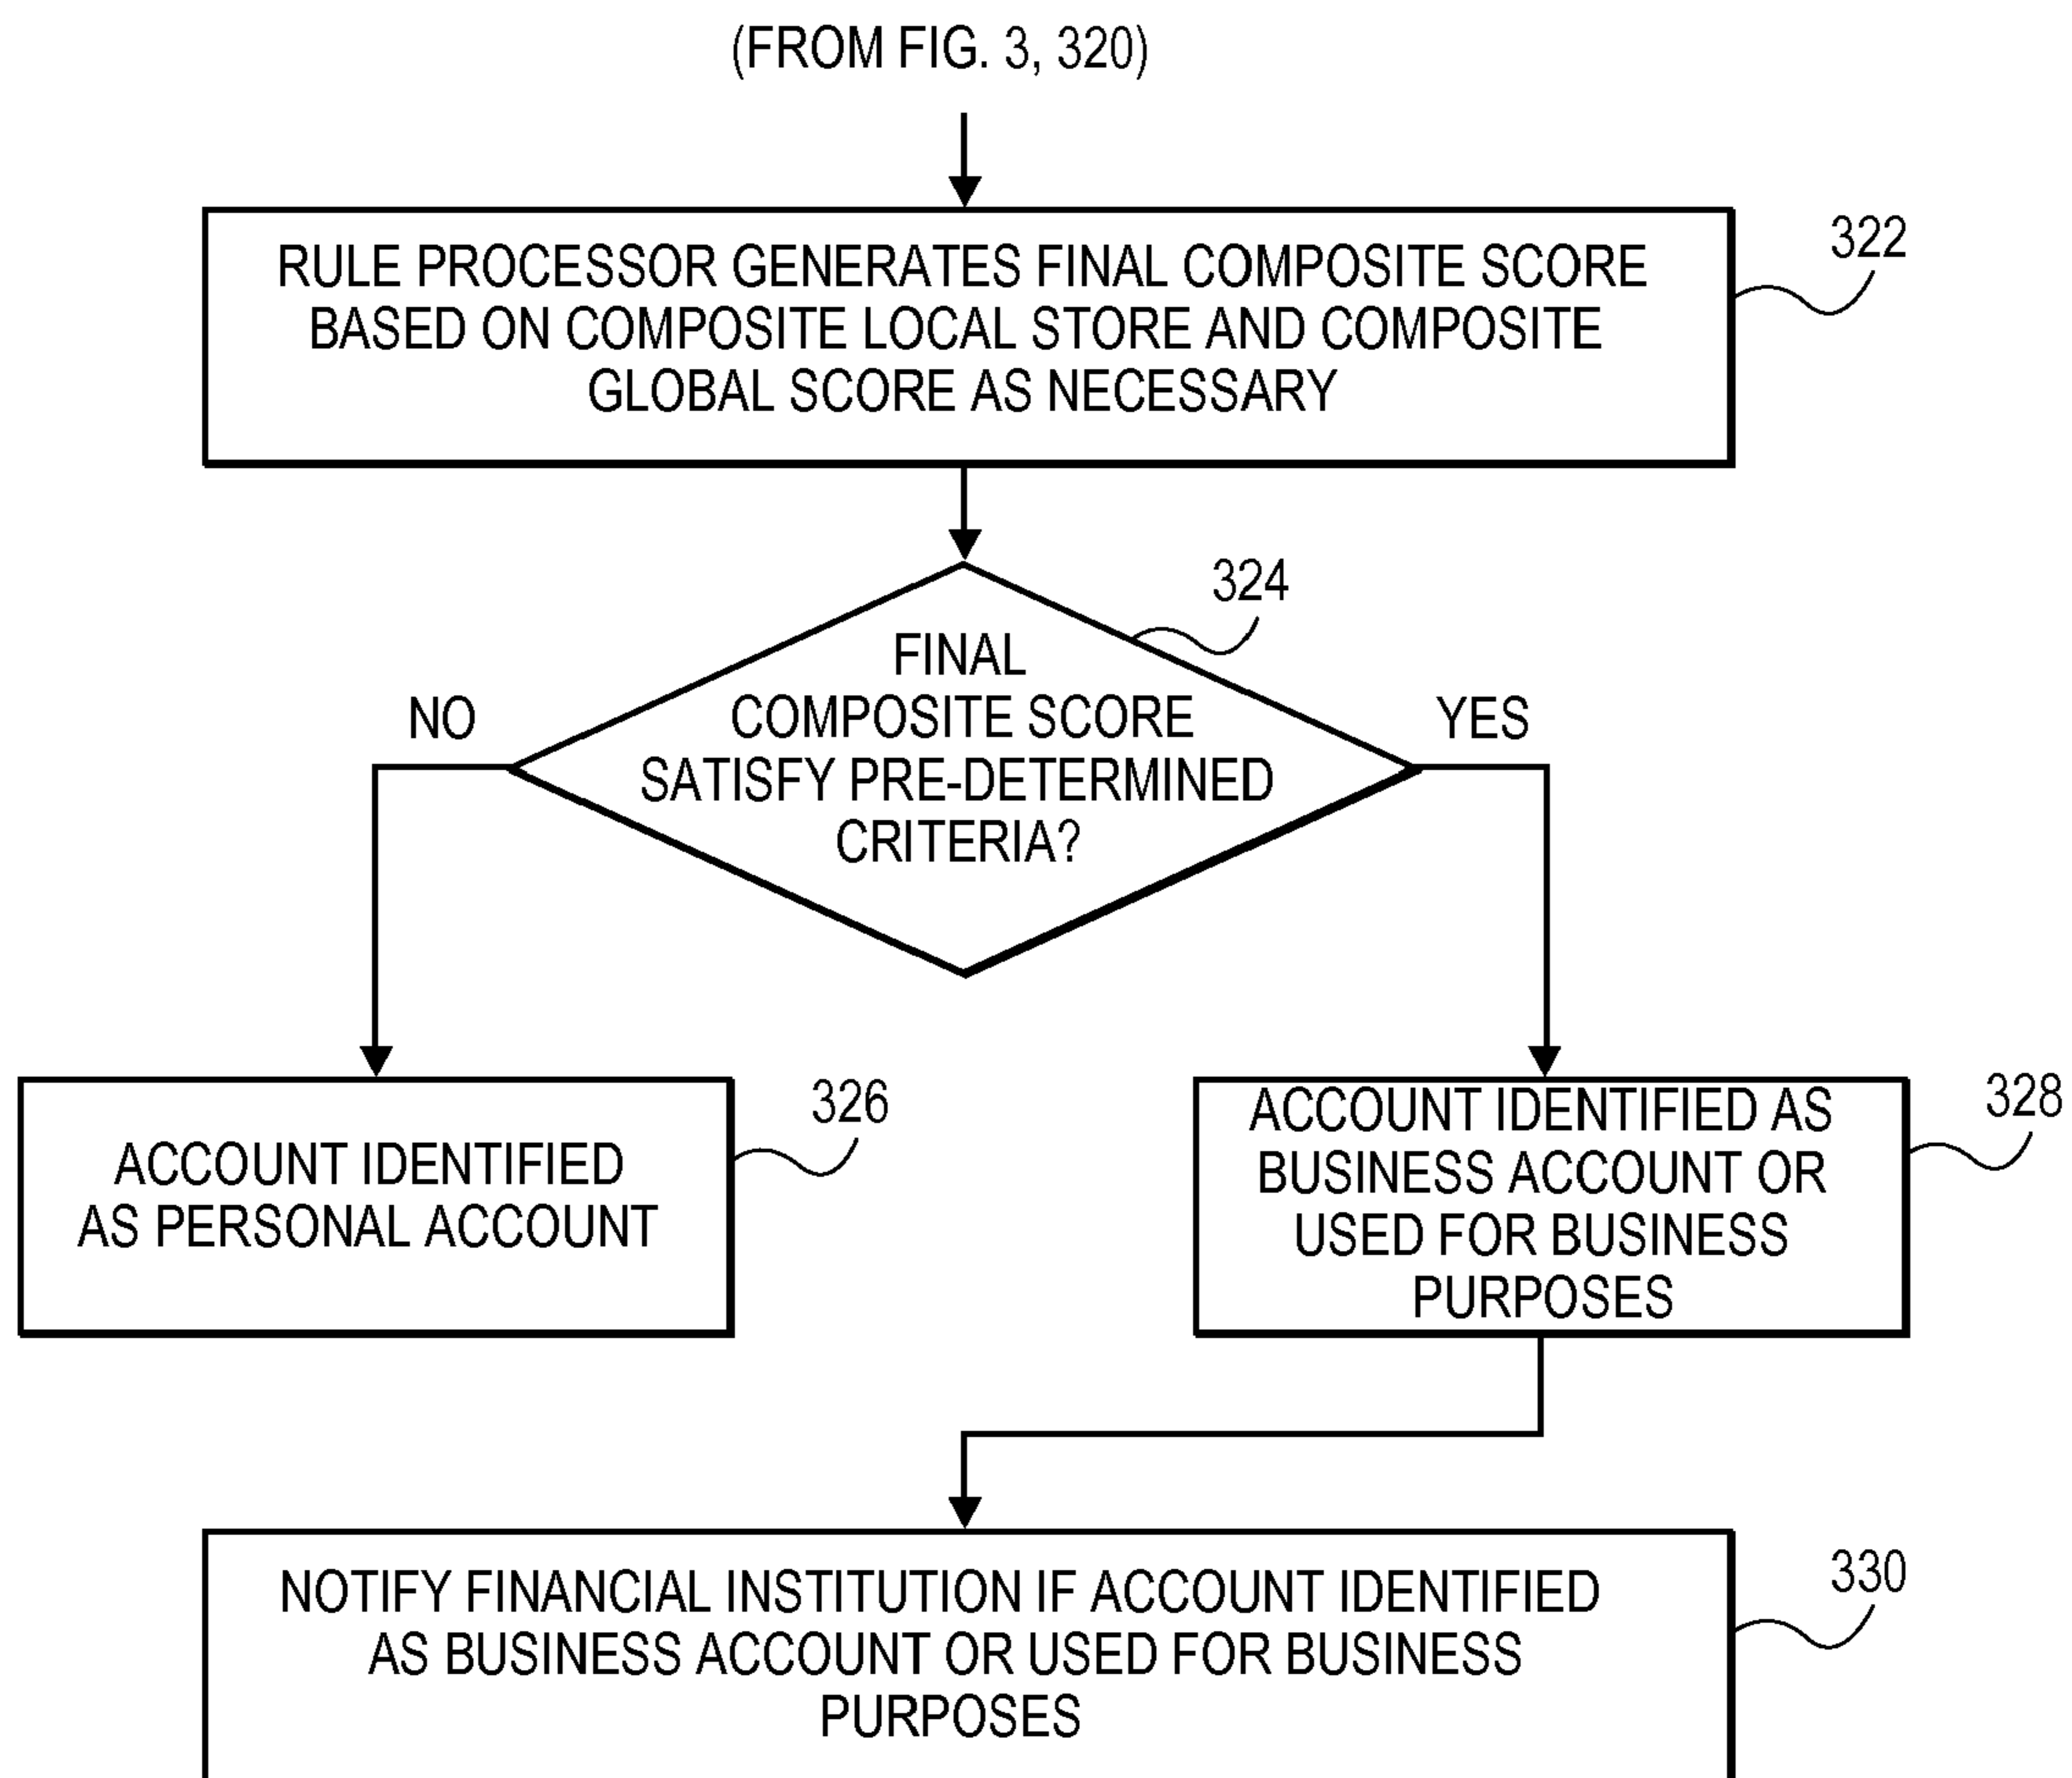 (FROM FIG. 3, 320)
RULE PROCESSOR GENERATES FINAL COMPOSITE SCORE
BASED ON COMPOSITE LOCAL STORE AND COMPOSITE
GLOBAL SCORE AS NECESSARY
322
324
FINAL
COMPOSITE SCORE
SATISFY PRE-DETERMINED
CRITERIA?
NO
YES
ACCOUNT IDENTIFIED
AS PERSONAL ACCOUNT
326
ACCOUNT IDENTIFIED AS
BUSINESS ACCOUNT OR
USED FOR BUSINESS
PURPOSES
328
NOTIFY FINANCIAL INSTITUTION IF ACCOUNT IDENTIFIED
AS BUSINESS ACCOUNT OR USED FOR BUSINESS
PURPOSES
330